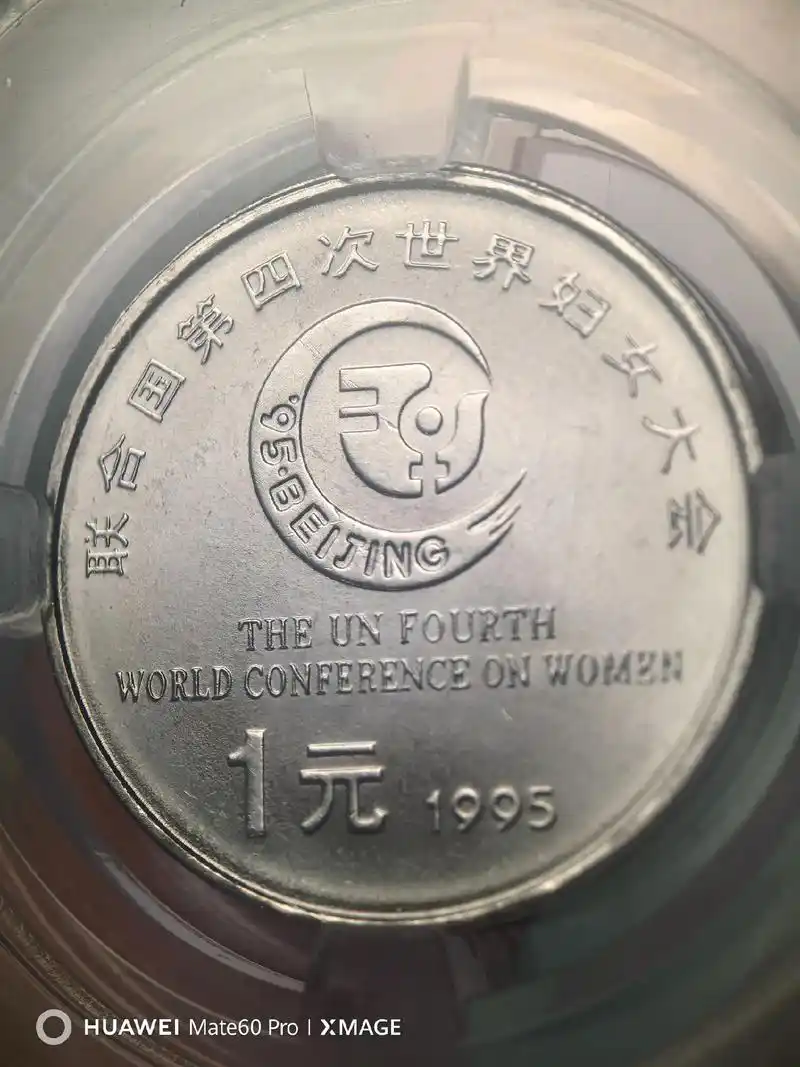 联合国第四次世界妇女大会
'95·BEIJING
THE UN FOURTH
WORLD CONFERENCE ON WOMEN
1元 1995
HUAWEI Mate60 Pro | XMAGE